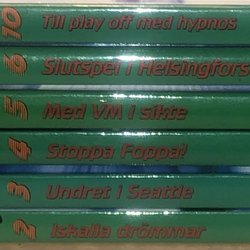 10 Till play off med hypnos
6 Slutspel i Helsingfors
5 Med VM i sikte
4 Stoppa Foppa!
3 Undret i Seattle
2 Iskalla drömmar